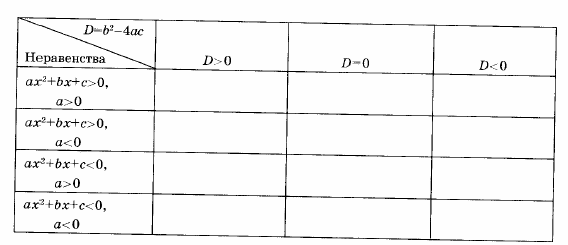 D=b²–4ac
Неравенства
D>0
D=0
D<0
ax²+bx+c>0,
a>0
ax²+bx+c>0,
a<0
ax²+bx+c<0,
a>0
ax²+bx+c<0,
a<0